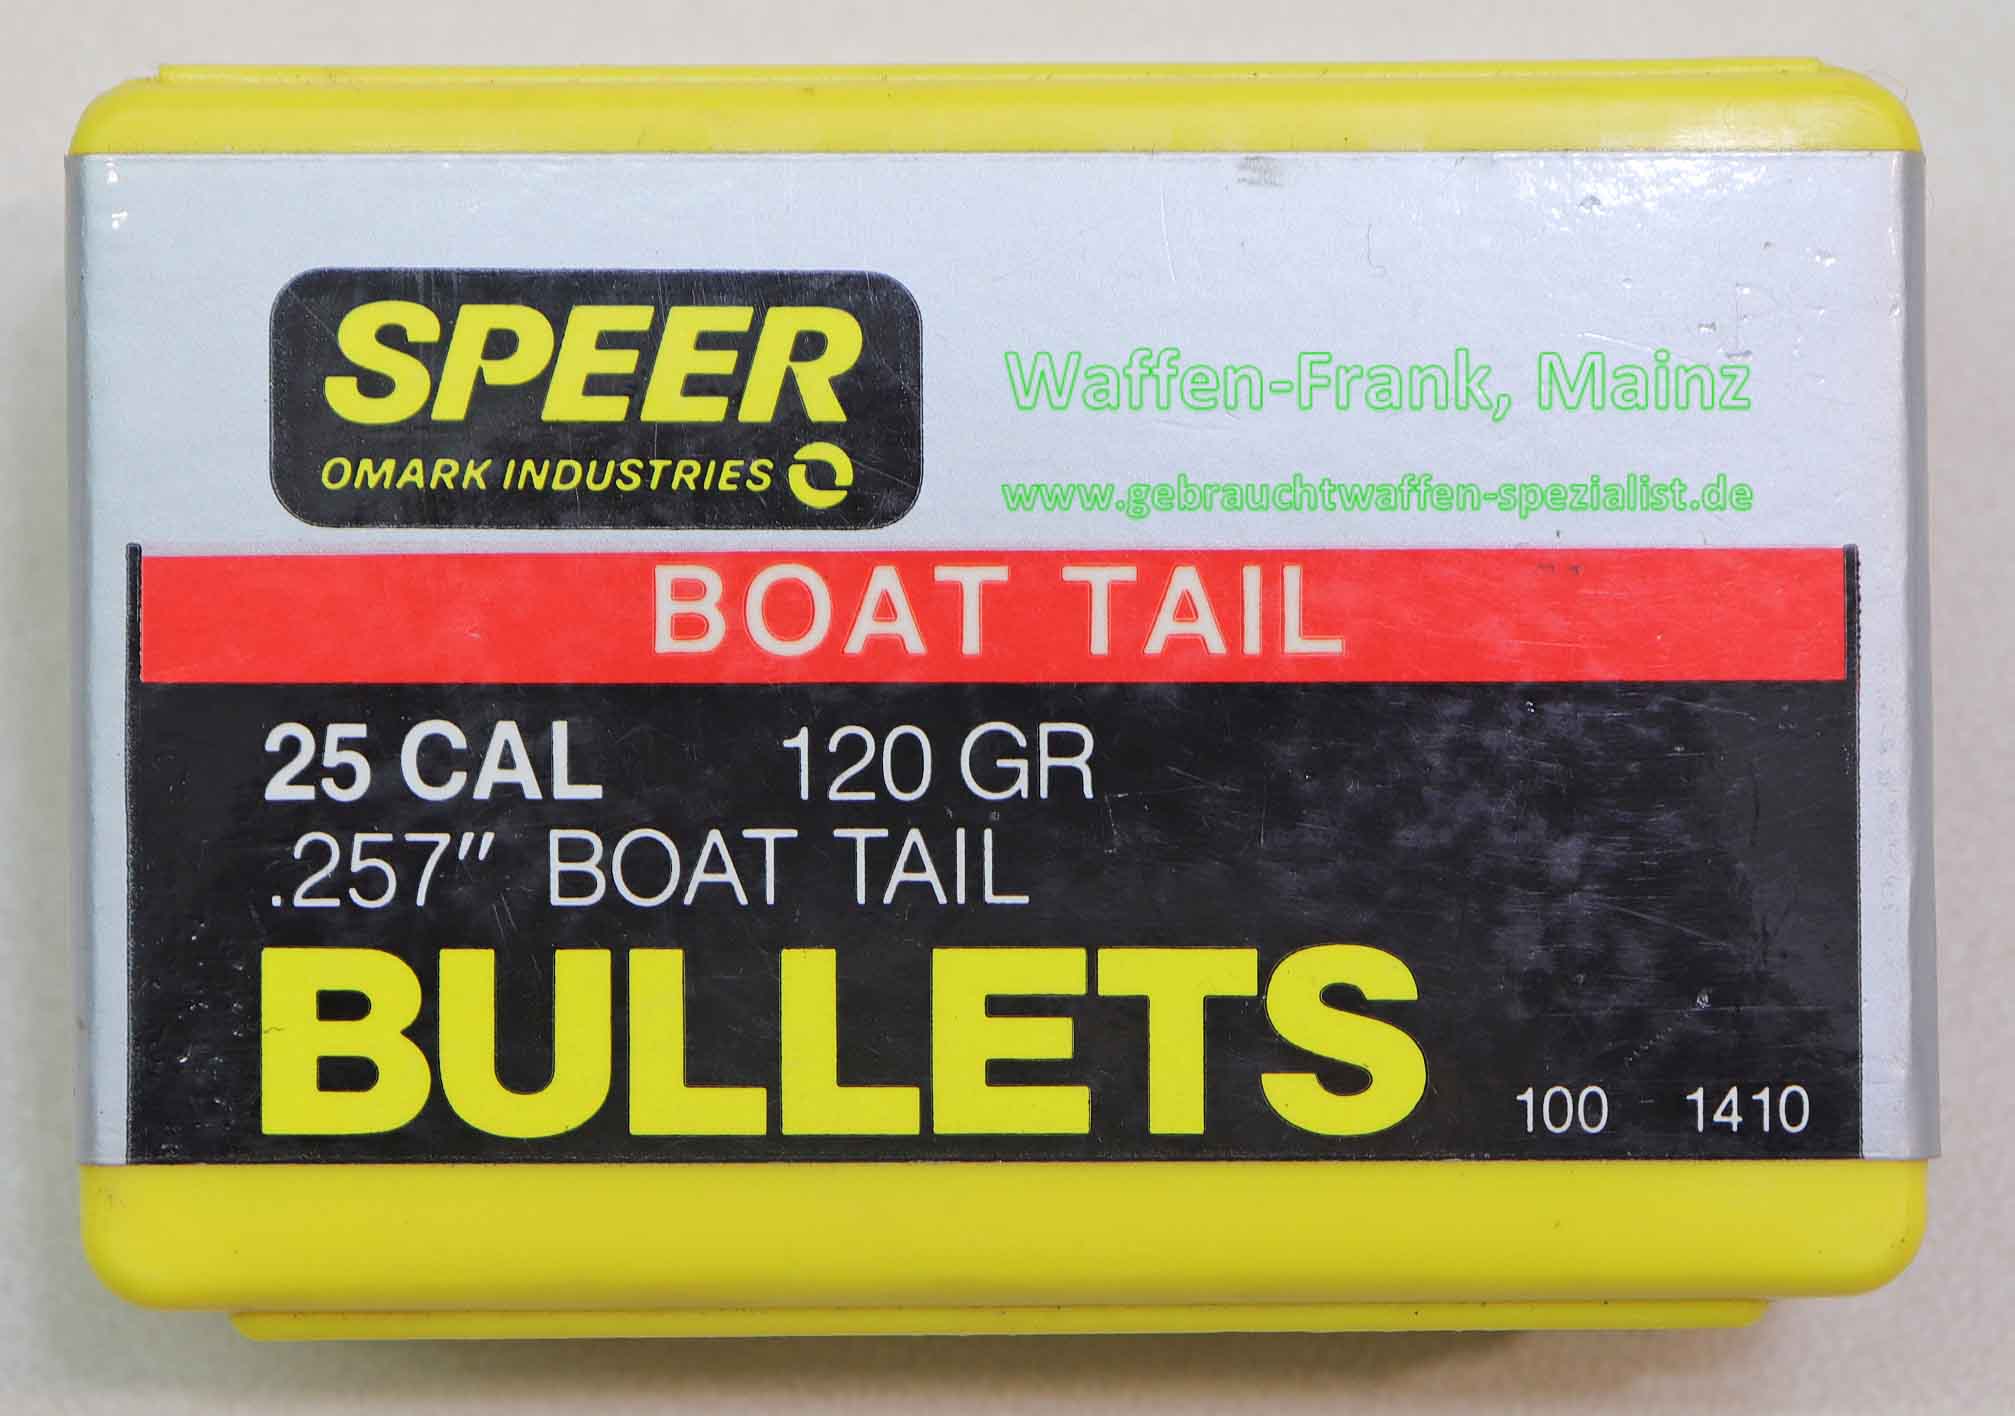 SPEER
OMARK INDUSTRIES
Waffen-Frank, Mainz
www.gebrauchtwaffen-spezialist.de
BOAT TAIL
25 CAL 120 GR
.257" BOAT TAIL
BULLETS
100 1410